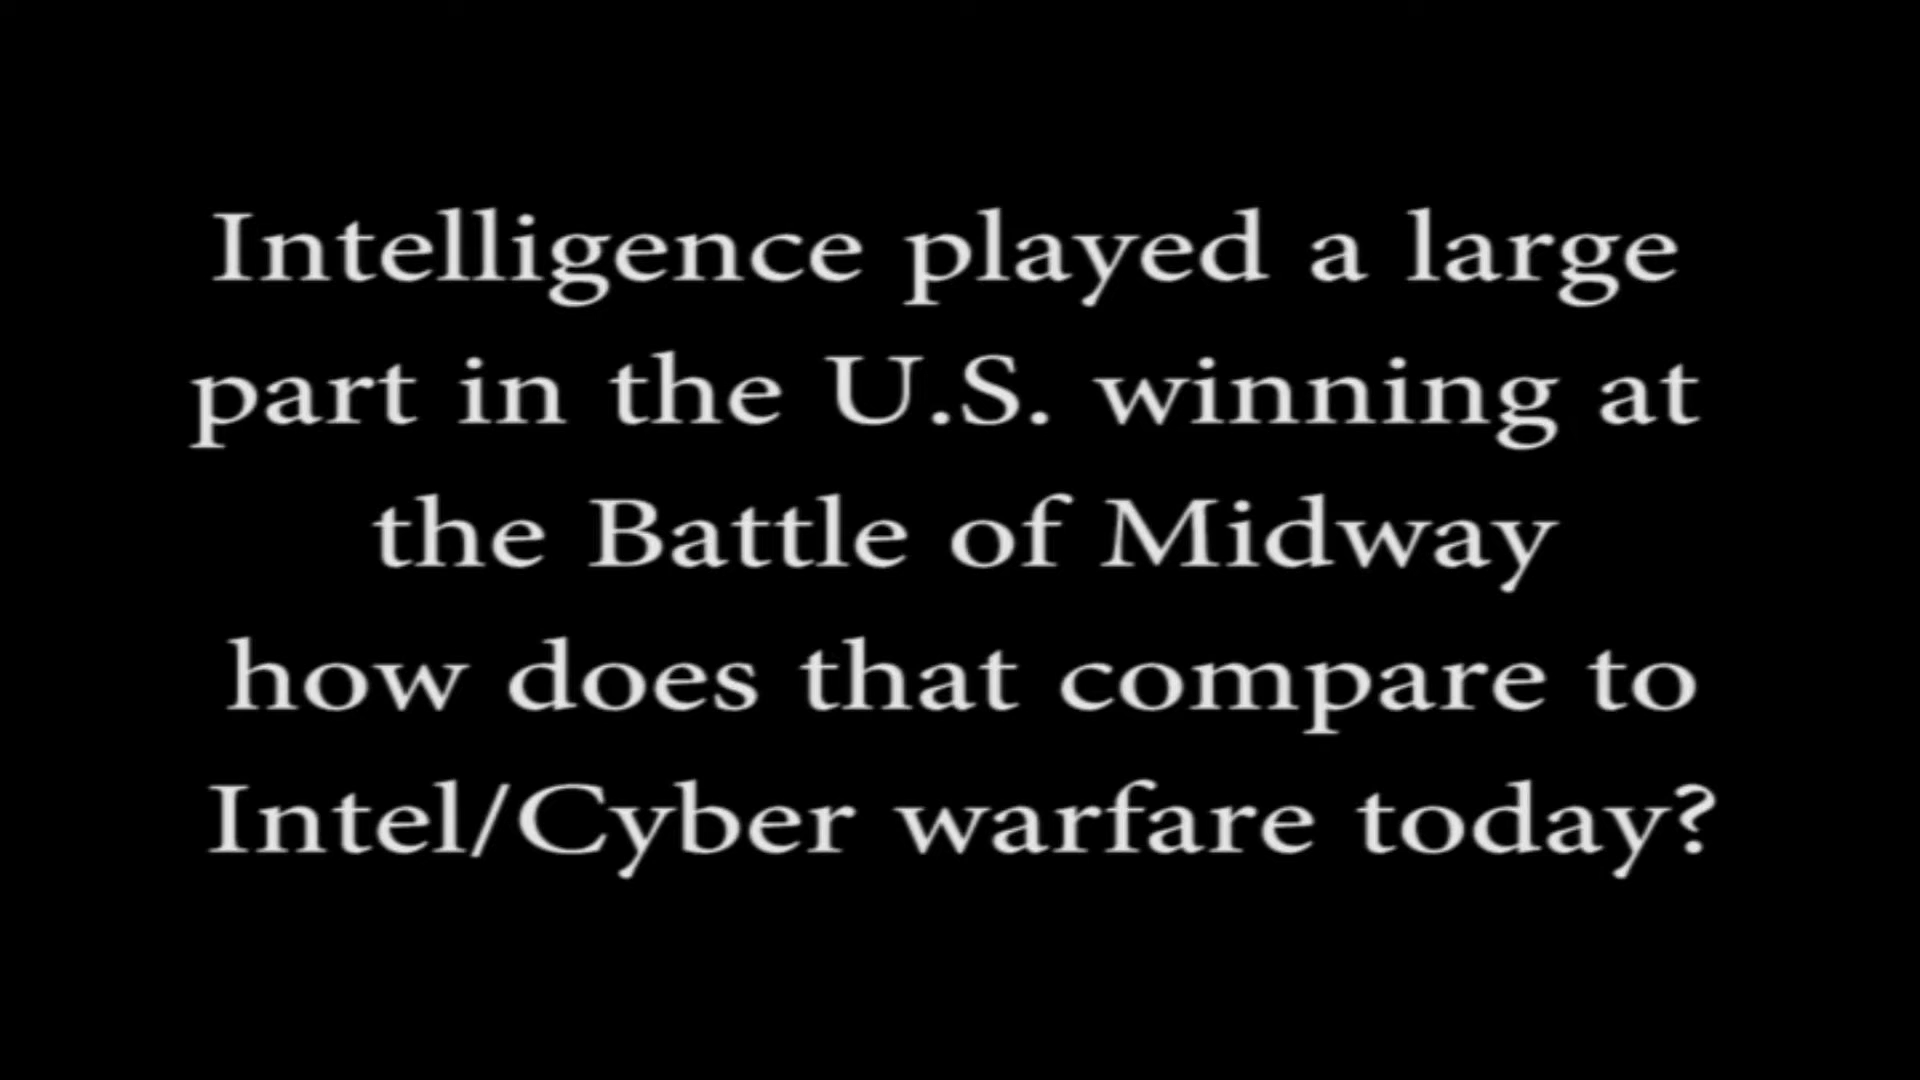 Intelligence played a large
part in the U.S. winning at
the Battle of Midway
how does that compare to
Intel/Cyber warfare today?